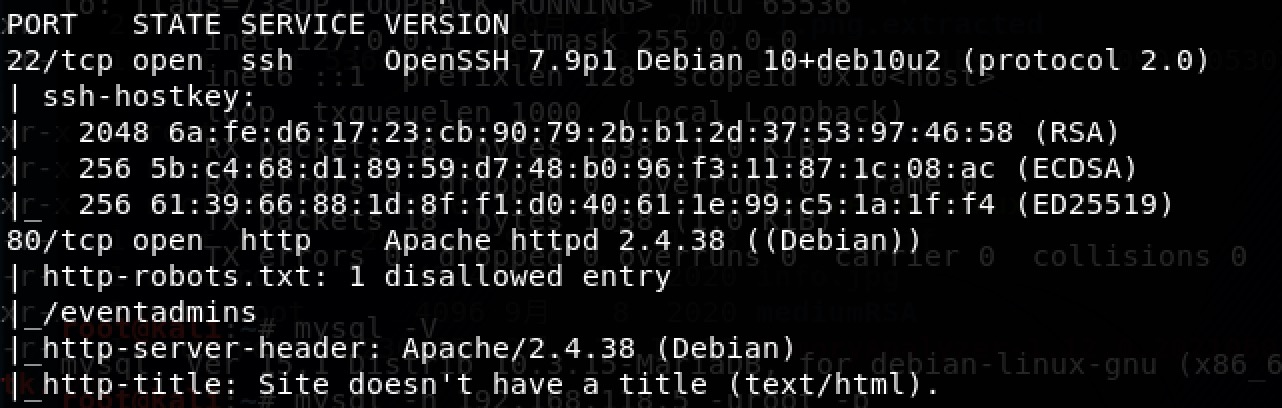 PORT   STATE SERVICE VERSION
22/tcp open  ssh     OpenSSH 7.9p1 Debian 10+deb10u2 (protocol 2.0)
| ssh-hostkey:
|   2048 6a:fe:d6:17:23:cb:90:79:2b:b1:2d:37:53:97:46:58 (RSA)
|   256 5b:c4:68:d1:89:59:d7:48:b0:96:f3:11:87:1c:08:ac (ECDSA)
|_  256 61:39:66:88:1d:8f:f1:d0:40:61:1e:99:c5:1a:1f:f4 (ED25519)
80/tcp open  http    Apache httpd 2.4.38 ((Debian))
| http-robots.txt: 1 disallowed entry
|_/eventadmins
|_http-server-header: Apache/2.4.38 (Debian)
|_http-title: Site doesn't have a title (text/html).